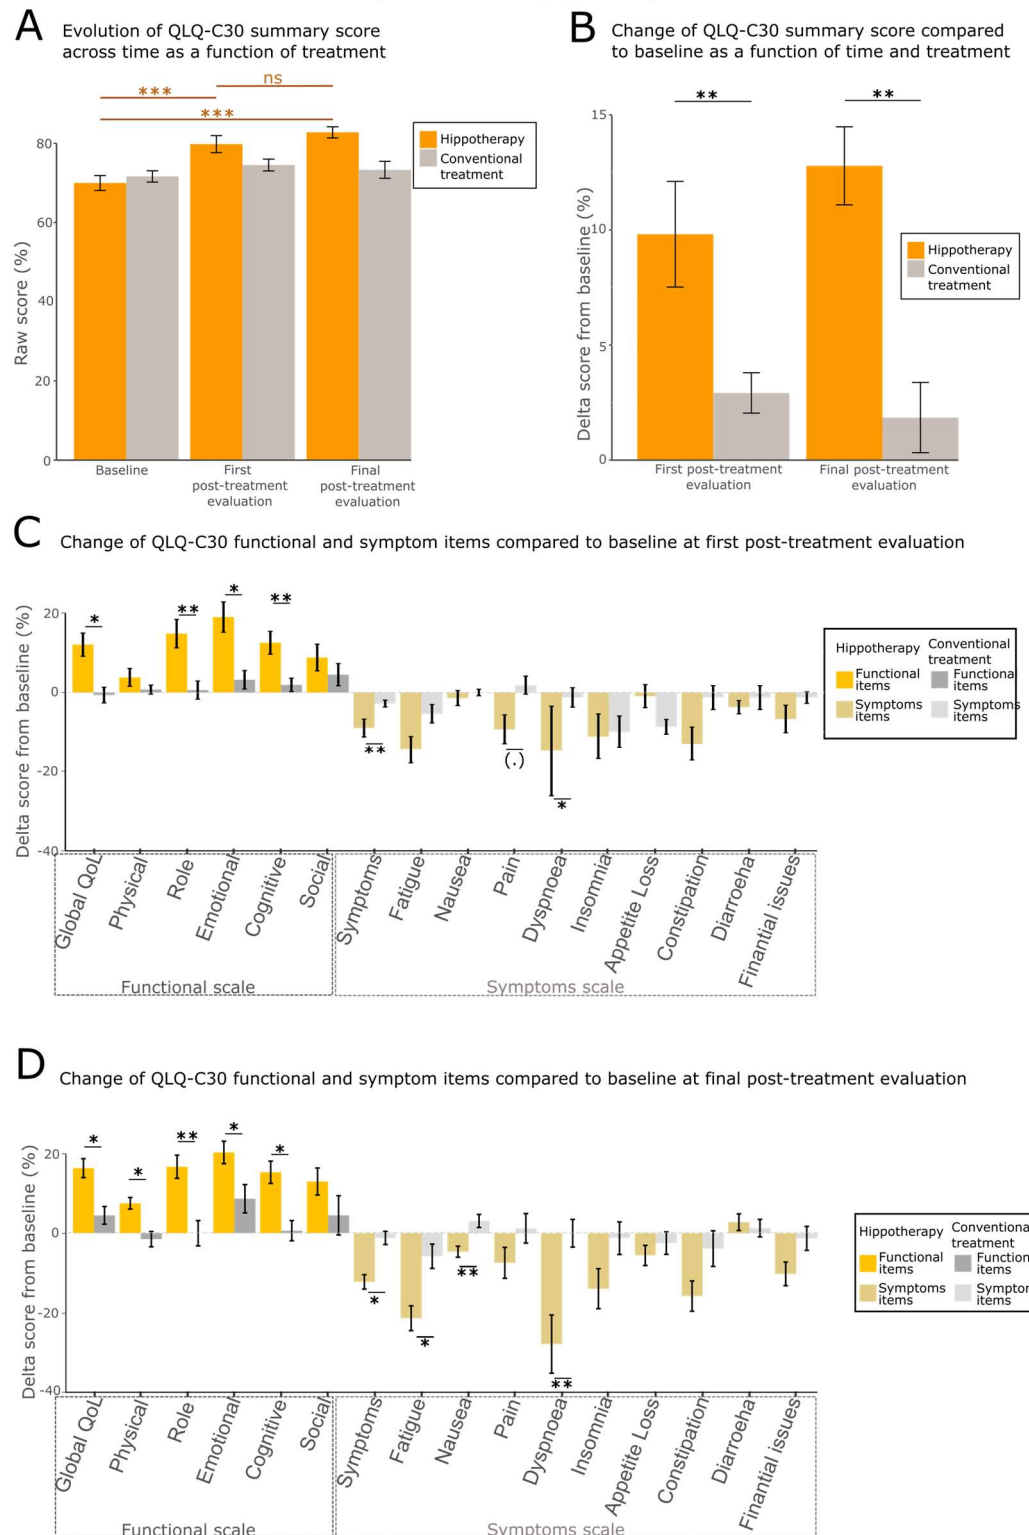 A
Evolution of QLQ-C30 summary score
across time as a function of treatment
ns
***
***
Hippotherapy
Conventional
treatment
Raw score (%)
80
60
40
20
0
Baseline
First
post-treatment
evaluation
Final
post-treatment
evaluation
B
Change of QLQ-C30 summary score compared
to baseline as a function of time and treatment
**
**
Delta score from baseline (%)
15
10
5
0
Hippotherapy
Conventional
treatment
First post-treatment
evaluation
Final post-treatment
evaluation
C
Change of QLQ-C30 functional and symptom items compared to baseline at first post-treatment evaluation
Delta score from baseline (%)
20
0
-20
-40
*
**
*
**
**
(.)
*
Hippotherapy
Conventional
treatment
Functional
items
Functiona
items
Symptoms
items
Symptoms
items
Global QoL
Physical
Role
Emotional
Cognitive
Social
Symptoms
Fatigue
Nausea
Pain
Dyspnoea
Insomnia
Appetite Loss
Constipation
Diarroeha
Finantial issues
Functional scale
Symptoms scale
D
Change of QLQ-C30 functional and symptom items compared to baseline at final post-treatment evaluation
Delta score from baseline (%)
20
0
-20
-40
*
*
**
*
*
*
*
**
**
Hippotherapy
Conventiona
treatment
Functional
items
Function
items
Symptoms
items
Symptom
items
Global QoL
Physical
Role
Emotional
Cognitive
Social
Symptoms
Fatigue
Nausea
Pain
Dyspnoea
Insomnia
Appetite Loss
Constipation
Diarroeha
Finantial issues
Functional scale
Symptoms scale